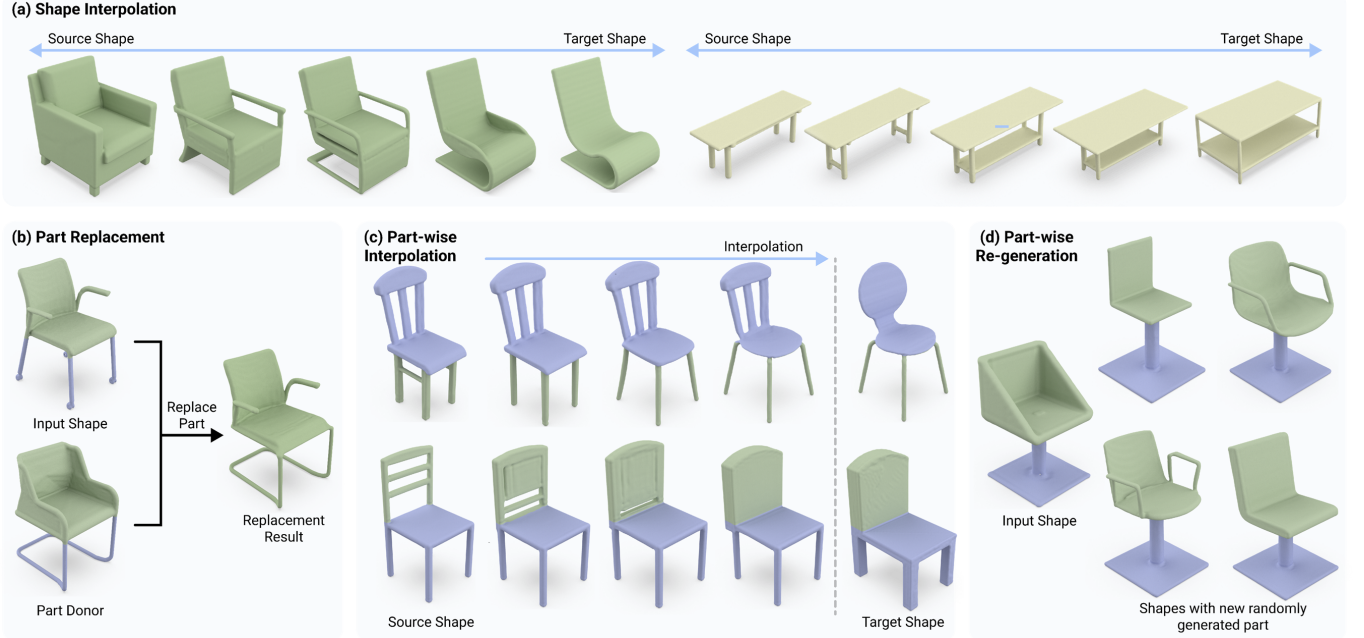 (a) Shape Interpolation
Source Shape
Target Shape
Source Shape
Target Shape
(b) Part Replacement
Input Shape
Part Donor
Replace
Part
Replacement
Result
(c) Part-wise
Interpolation
Interpolation
Source Shape
Target Shape
(d) Part-wise
Re-generation
Input Shape
Shapes with new randomly
generated part